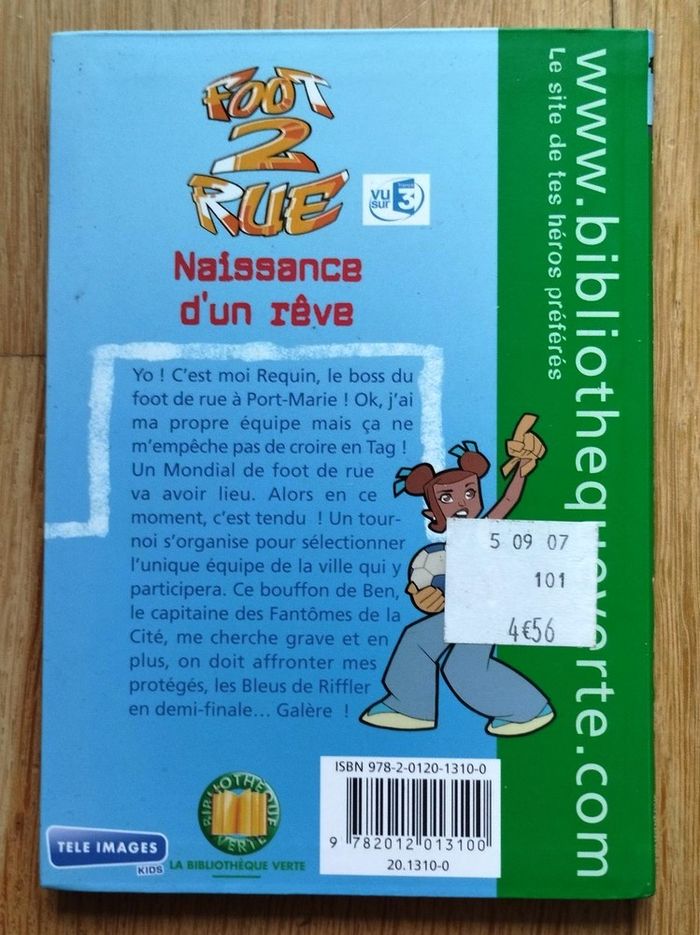 FOOT
2
RUE
VU
sur
france
3
Naissance
d'un rêve
Yo ! C'est moi Requin, le boss du
foot de rue à Port-Marie ! Ok, j'ai
ma propre équipe mais ça ne
m'empêche pas de croire en Tag !
Un Mondial de foot de rue
va avoir lieu. Alors en ce
moment, c'est tendu ! Un tour-
noi s'organise pour sélectionner
l'unique équipe de la ville qui y
participera. Ce bouffon de Ben,
le capitaine des Fantômes de la
Cité, me cherche grave et en
plus, on doit affronter mes
protégés, les Bleus de Riffler
en demi-finale... Galère !
5 09 07
101
4€56
www.bibliothequeverte.com
Le site de tes héros préférés
TELE IMAGES
KIDS
BIBLIOTHEQUE
VERTE
LA BIBLIOTHÈQUE VERTE
ISBN 978-2-0120-1310-0
9 782012 013100
20.1310-0